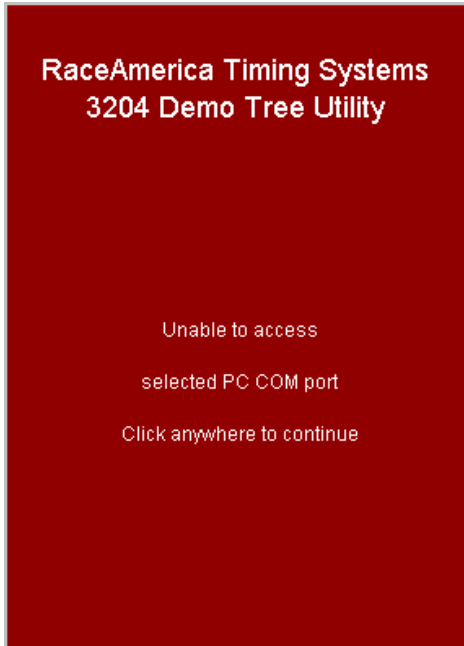 RaceAmerica Timing Systems
3204 Demo Tree Utility
Unable to access
selected PC COM port
Click anywhere to continue